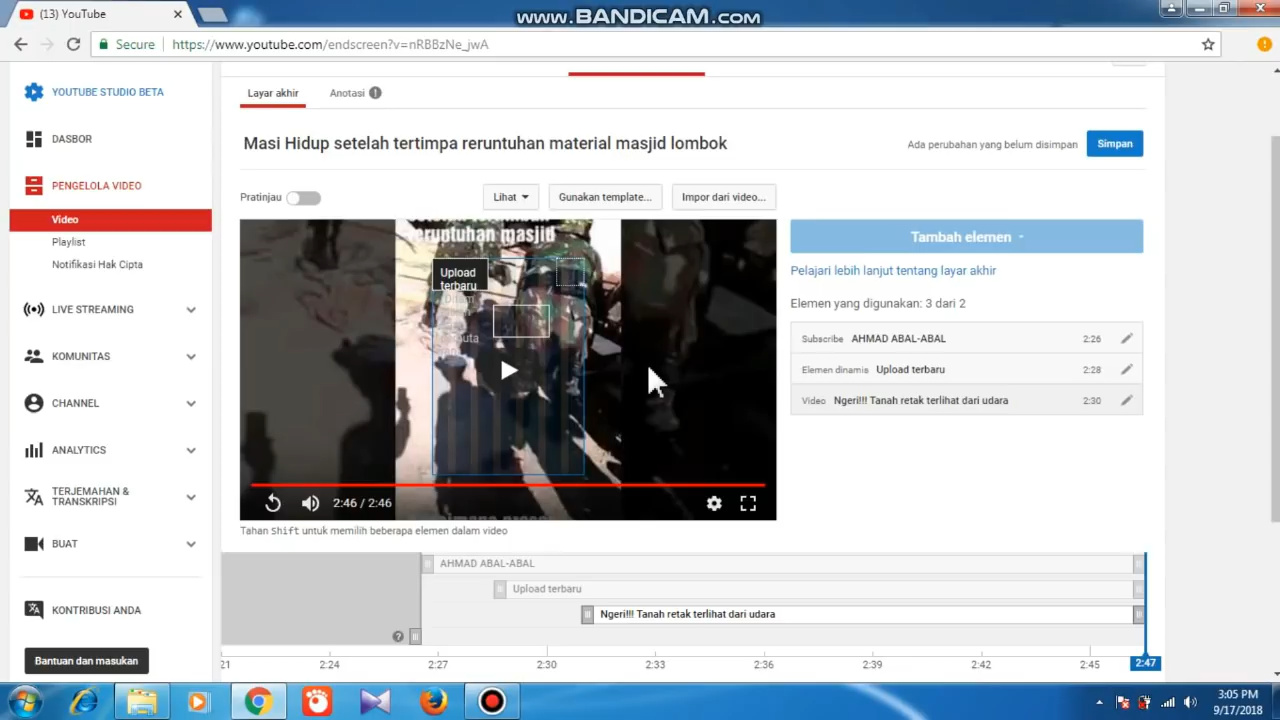 www.BANDICAM.com
(13) YouTube
Secure
https://www.youtube.com/endscreen?v=nRBBzNe_jwA
YOUTUBE STUDIO BETA
DASBOR
PENGELOLA VIDEO
Video
Playlist
Notifikasi Hak Cipta
LIVE STREAMING
KOMUNITAS
CHANNEL
ANALYTICS
TERJEMAHAN &
TRANSKRIPSI
BUAT
KONTRIBUSI ANDA
Bantuan dan masukan
Layar akhir
Anotasi
Masi Hidup setelah tertimpa reruntuhan material masjid lombok
Ada perubahan yang belum disimpan
Simpan
Pratinjau
Lihat
Gunakan template...
Impor dari video...
reruntuhan masjid
Upload
terbaru
2:46 / 2:46
Tahan Shift untuk memilih beberapa elemen dalam video
Tambah elemen
Pelajari lebih lanjut tentang layar akhir
Elemen yang digunakan: 3 dari 2
Subscribe AHMAD ABAL-ABAL 2:26
Elemen dinamis Upload terbaru 2:28
Video Ngeri!!! Tanah retak terlihat dari udara 2:30
AHMAD ABAL-ABAL
Upload terbaru
Ngeri!!! Tanah retak terlihat dari udara
?
:21 2:24 2:27 2:30 2:33 2:36 2:39 2:42 2:45 2:47
3:05 PM
9/17/2018